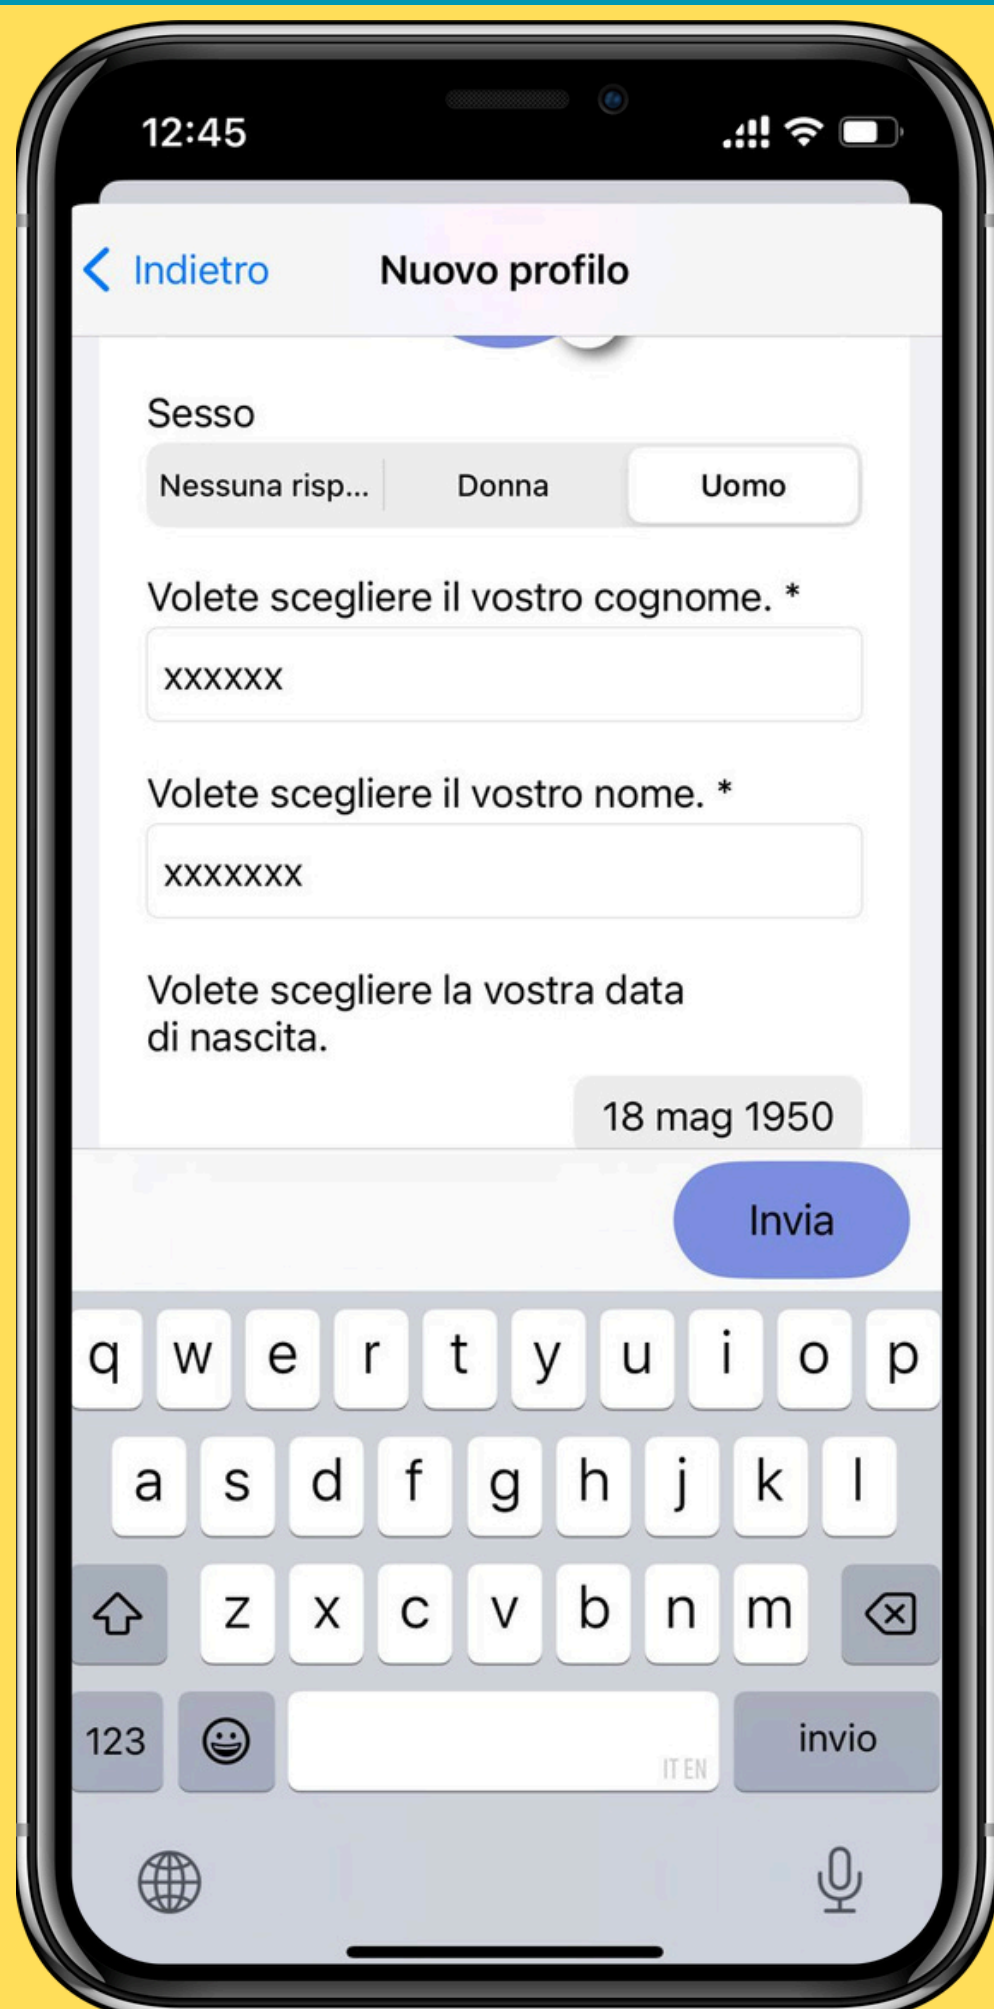 12:45
Indietro Nuovo profilo
Sesso
Nessuna risp... Donna Uomo
Volete scegliere il vostro cognome. *
xxxxxx
Volete scegliere il vostro nome. *
xxxxxxx
Volete scegliere la vostra data
di nascita.
18 mag 1950
Invia
q w e r t y u i o p
a s d f g h j k l
z x c v b n m
123 IT EN invio